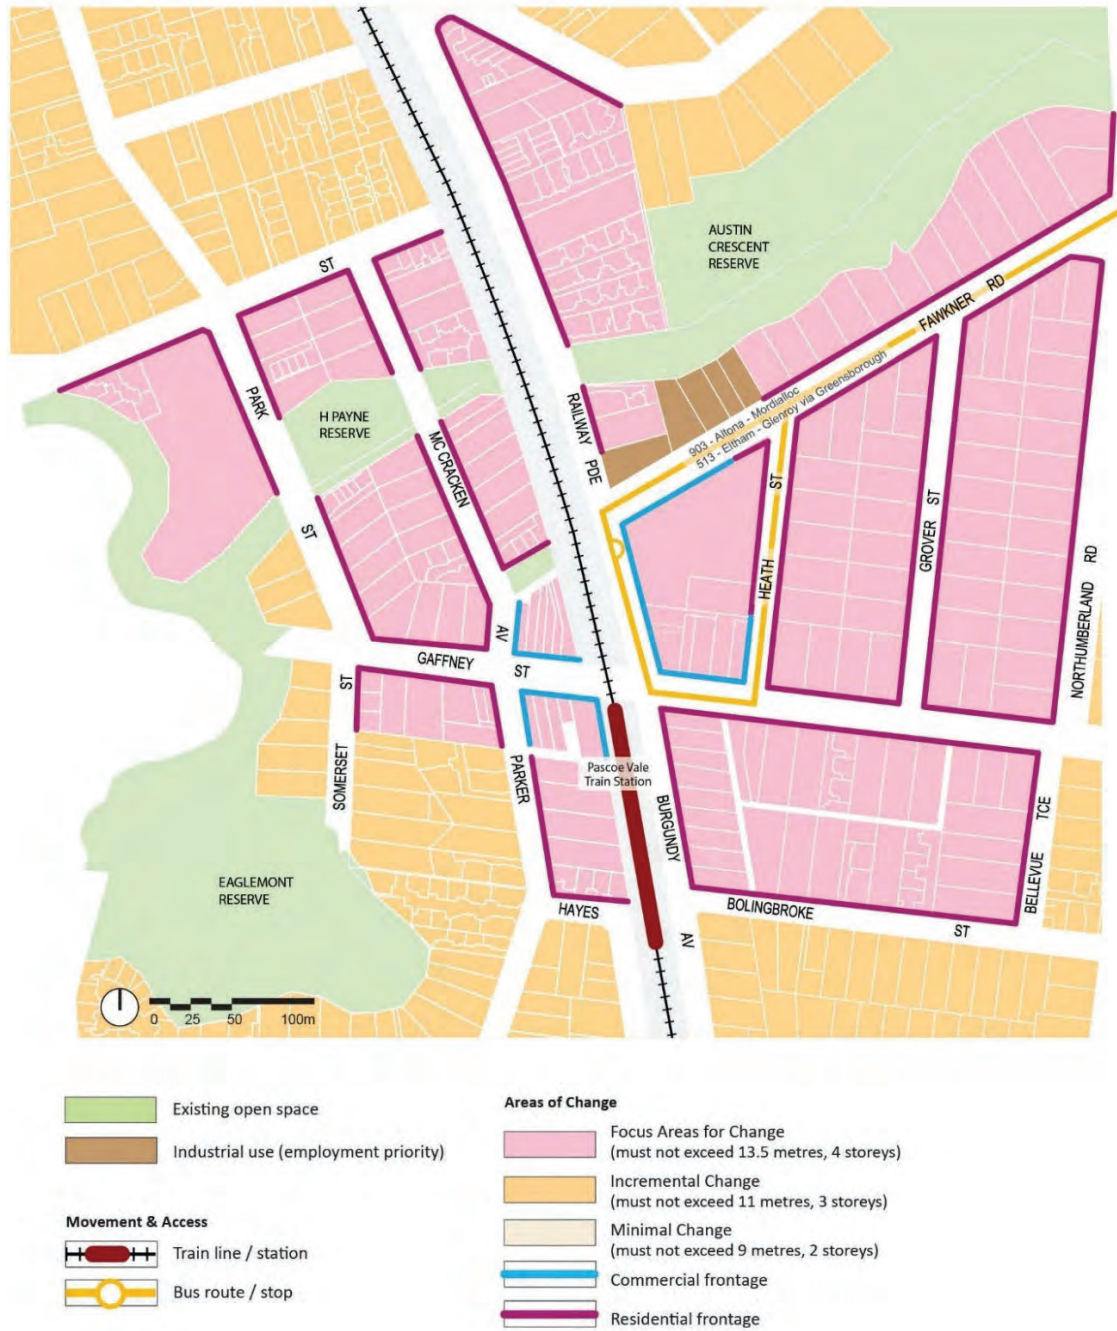 AUSTIN
CRESCENT
RESERVE
ST
FAWKNER RD
PARK
ST
H PAYNE
RESERVE
MC CRACKEN
AV
RAILWAY PDE
903 - Altona - Mordialloc
513 - Eltham - Glenroy via Greensborough
HEATH ST
GROVER ST
NORTHUMBERLAND RD
GAFFNEY ST
SOMERSET ST
PARKER
Pascoe Vale
Train Station
BURGUNDY AV
BELLEVUE TCE
EAGLEMONT
RESERVE
HAYES
BOLINGBROKE ST
0 25 50 100m
Existing open space
Industrial use (employment priority)
Movement & Access
Train line / station
Bus route / stop
Areas of Change
Focus Areas for Change
(must not exceed 13.5 metres, 4 storeys)
Incremental Change
(must not exceed 11 metres, 3 storeys)
Minimal Change
(must not exceed 9 metres, 2 storeys)
Commercial frontage
Residential frontage